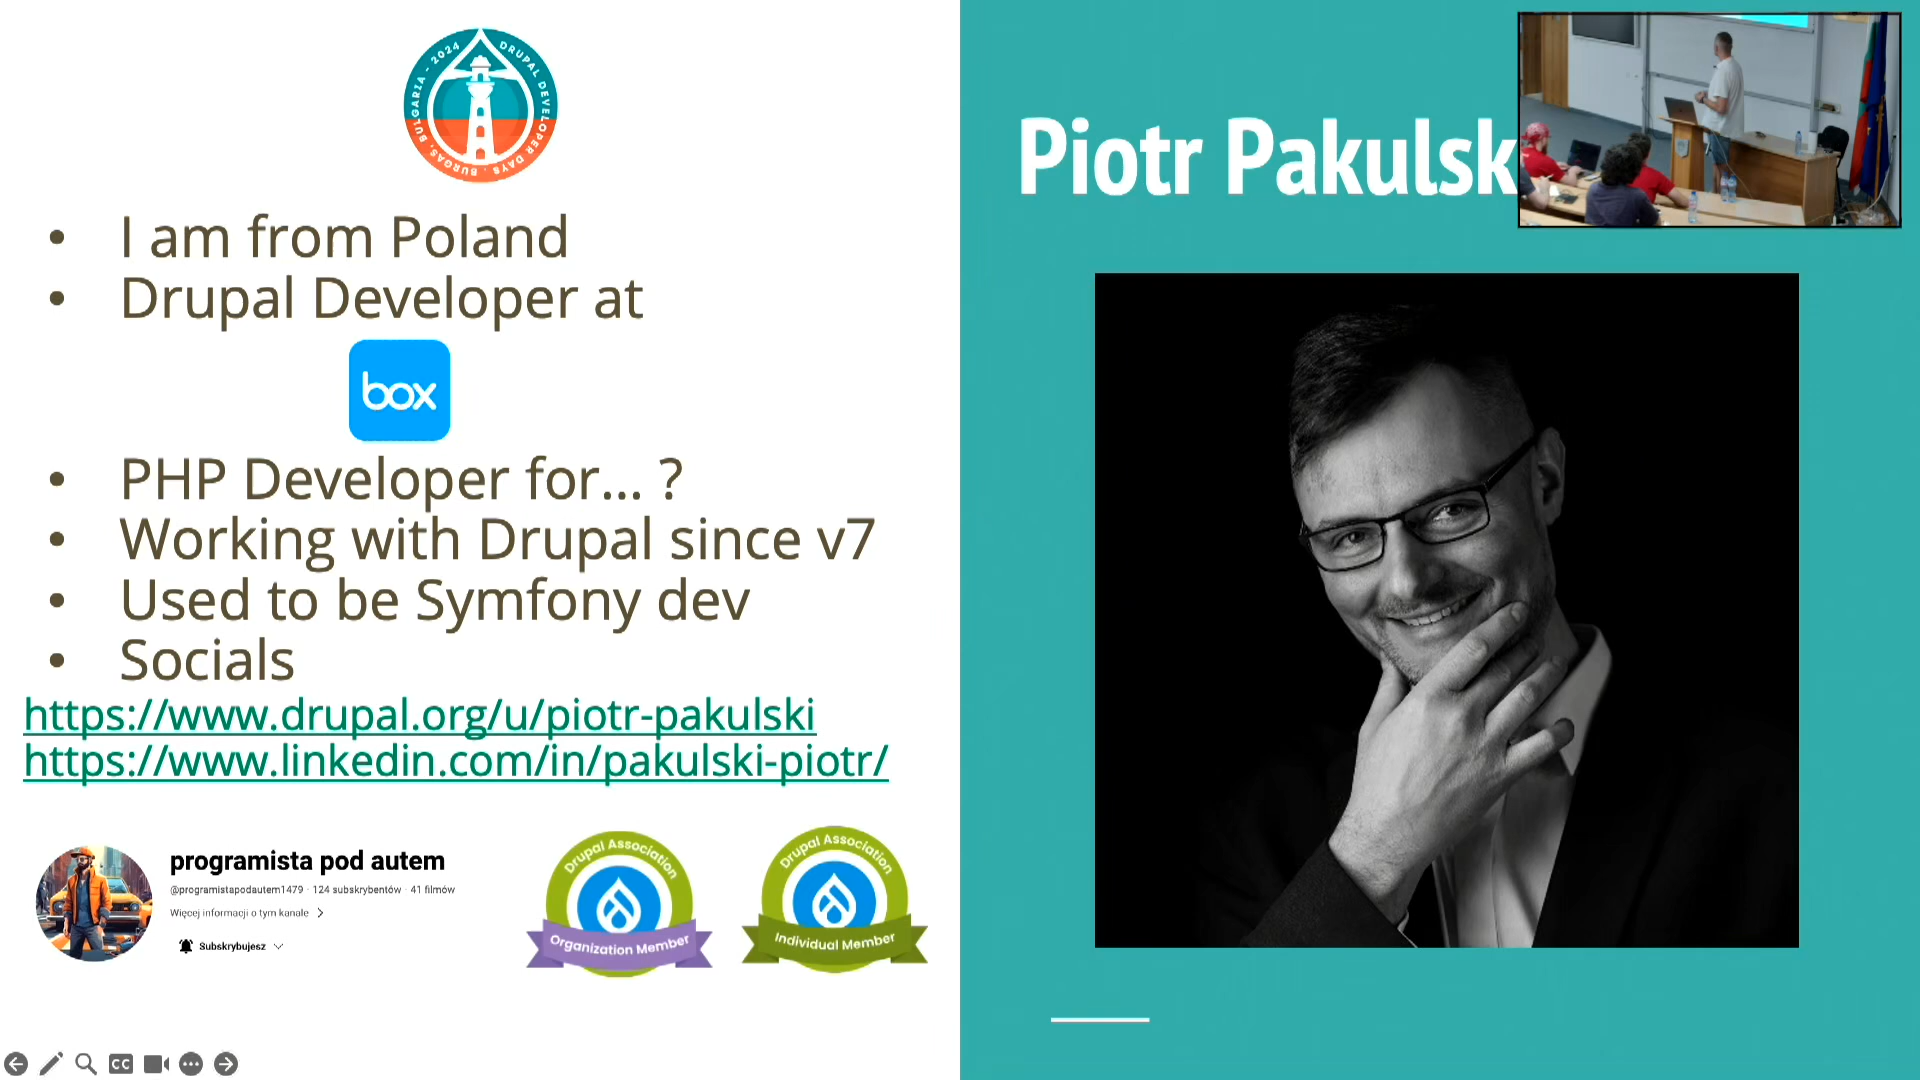 BURGAS, BULGARIA - 2024 DRUPAL DEVELOPER DAYS .
I am from Poland
Drupal Developer at
box
PHP Developer for... ?
Working with Drupal since v7
Used to be Symfony dev
Socials
https://www.drupal.org/u/piotr-pakulski
https://www.linkedin.com/in/pakulski-piotr/
programista pod autem
@programistapodautem1479 · 124 subskrybentów · 41 filmów
Więcej informacji o tym kanale
Subskrybujesz
Drupal Association
Organization Member
Drupal Association
Individual Member
CC
Piotr Pakulsk